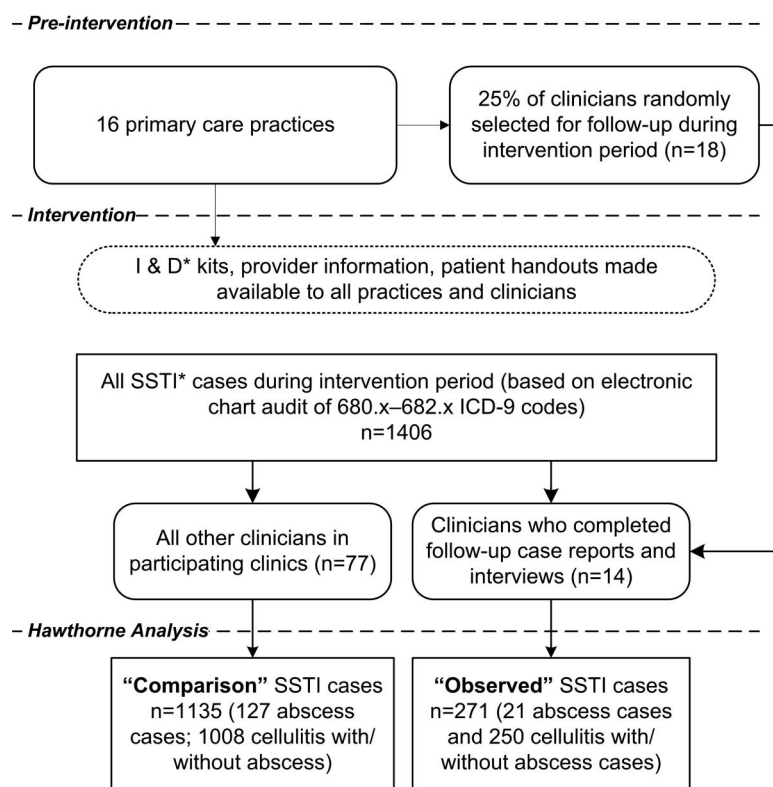 Pre-intervention
16 primary care practices
25% of clinicians randomly
selected for follow-up during
intervention period (n=18)
Intervention
I & D* kits, provider information, patient handouts made
available to all practices and clinicians
All SSTI* cases during intervention period (based on electronic
chart audit of 680.x–682.x ICD-9 codes)
n=1406
All other clinicians in
participating clinics (n=77)
Clinicians who completed
follow-up case reports and
interviews (n=14)
Hawthorne Analysis
“Comparison” SSTI cases
n=1135 (127 abscess
cases; 1008 cellulitis with/
without abscess)
“Observed” SSTI cases
n=271 (21 abscess cases
and 250 cellulitis with/
without abscess cases)